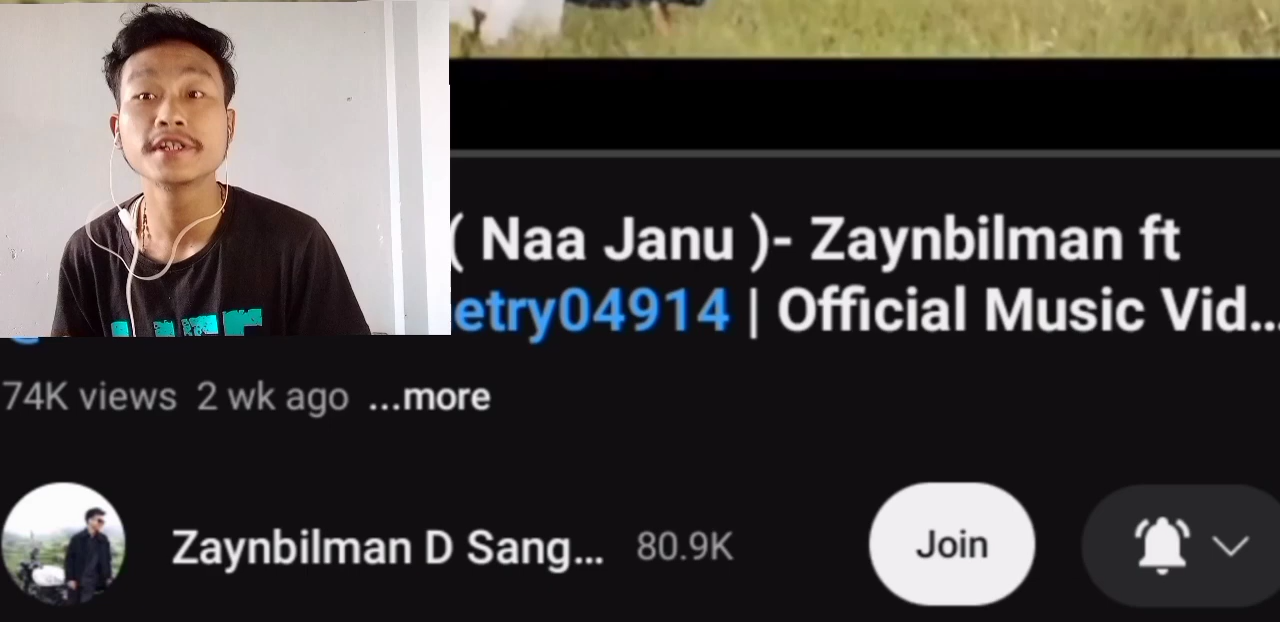 ( Naa Janu )- Zaynbilman ft
etry04914 | Official Music Vid...
74K views 2 wk ago ...more
Zaynbilman D Sang... 80.9K
Join